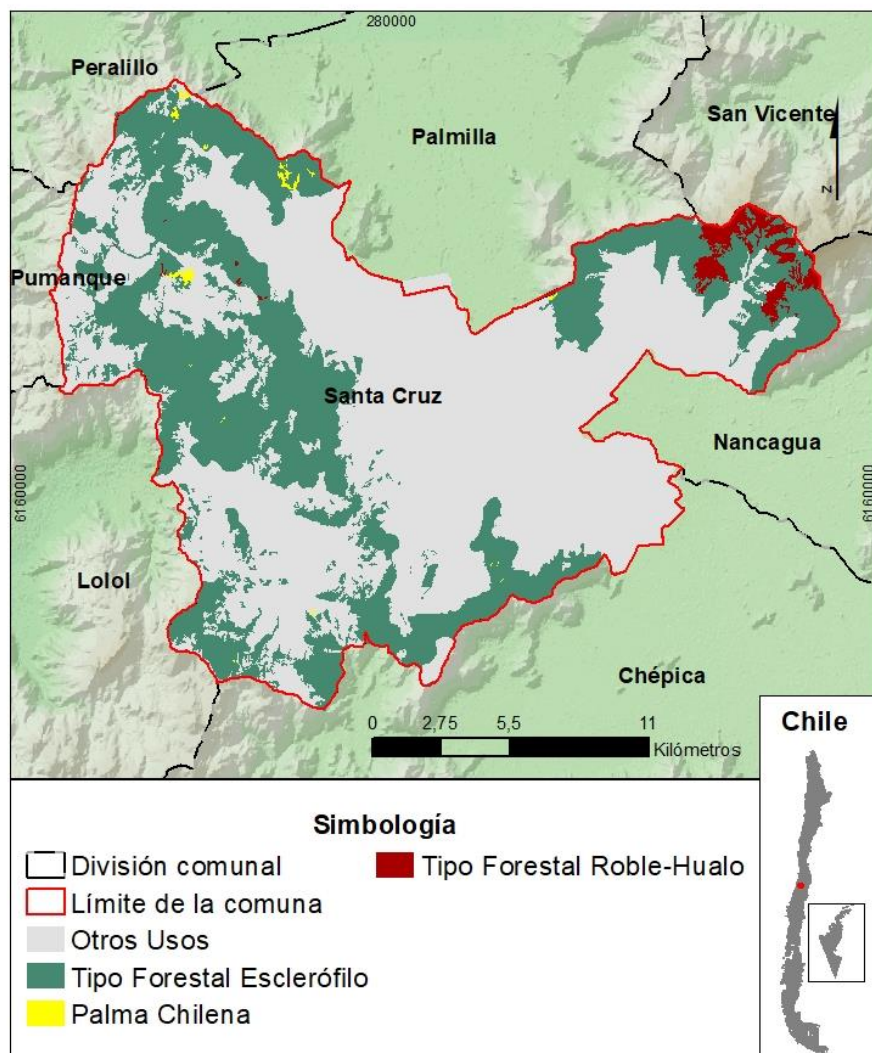 280000
Peralillo
San Vicente
Palmilla
N
Pumanque
Santa Cruz
Nancagua
6160000
6160000
Lolol
Chépica
0 2,75 5,5 11
Kilómetros
Chile
Simbología
División comunal
Tipo Forestal Roble-Hualo
Límite de la comuna
Otros Usos
Tipo Forestal Esclerófilo
Palma Chilena